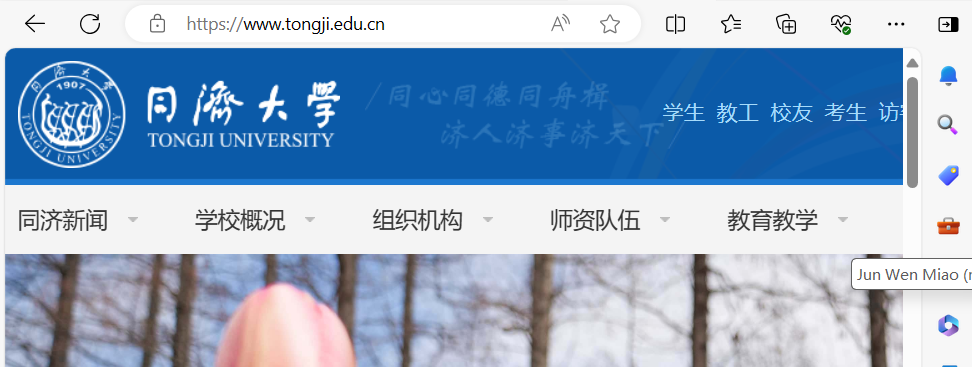 https://www.tongji.edu.cn
同濟大學
TONGJI UNIVERSITY
同心同德同舟楫
济人济事济天下
学生 教工 校友 考生 访
同济新闻 学校概况 组织机构 师资队伍 教育教学
Jun Wen Miao (
1907
TONGJI UNIVERSITY